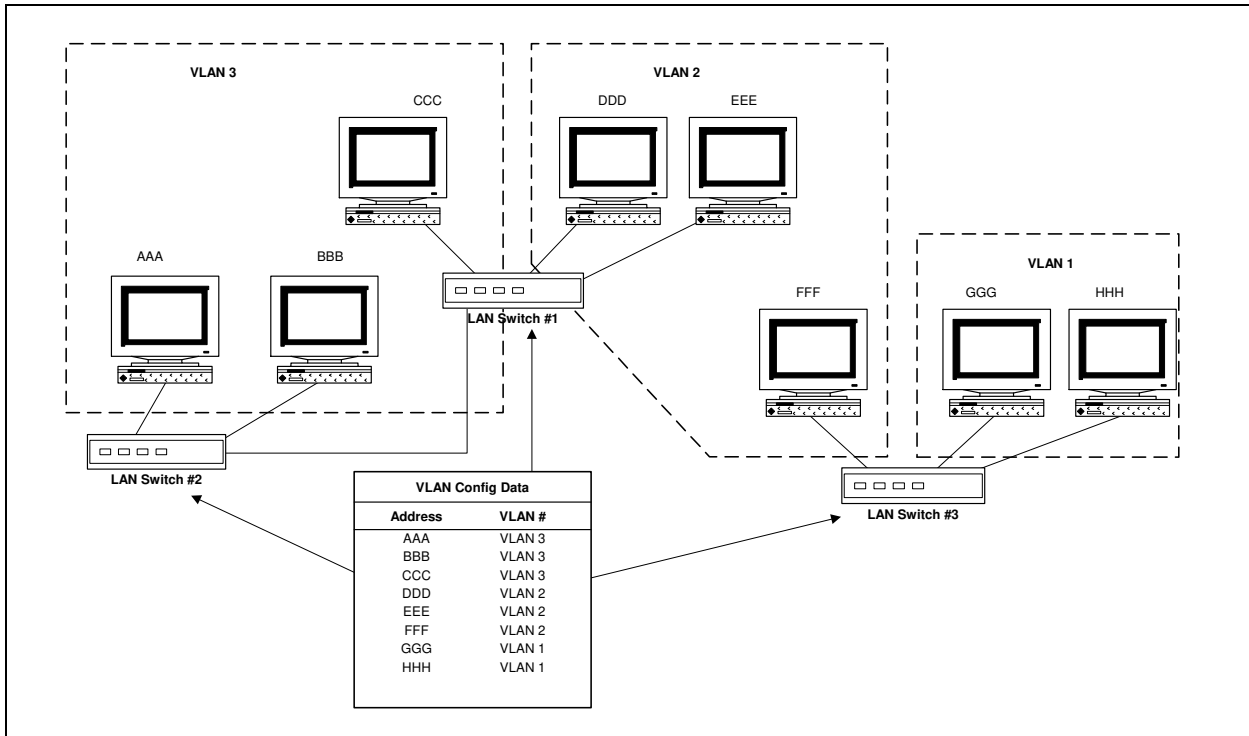 VLAN 3
VLAN 2
CCC
DDD
EEE
AAA
BBB
VLAN 1
FFF
GGG
HHH
LAN Switch #1
LAN Switch #2
LAN Switch #3
VLAN Config Data
Address VLAN #
AAA VLAN 3
BBB VLAN 3
CCC VLAN 3
DDD VLAN 2
EEE VLAN 2
FFF VLAN 2
GGG VLAN 1
HHH VLAN 1